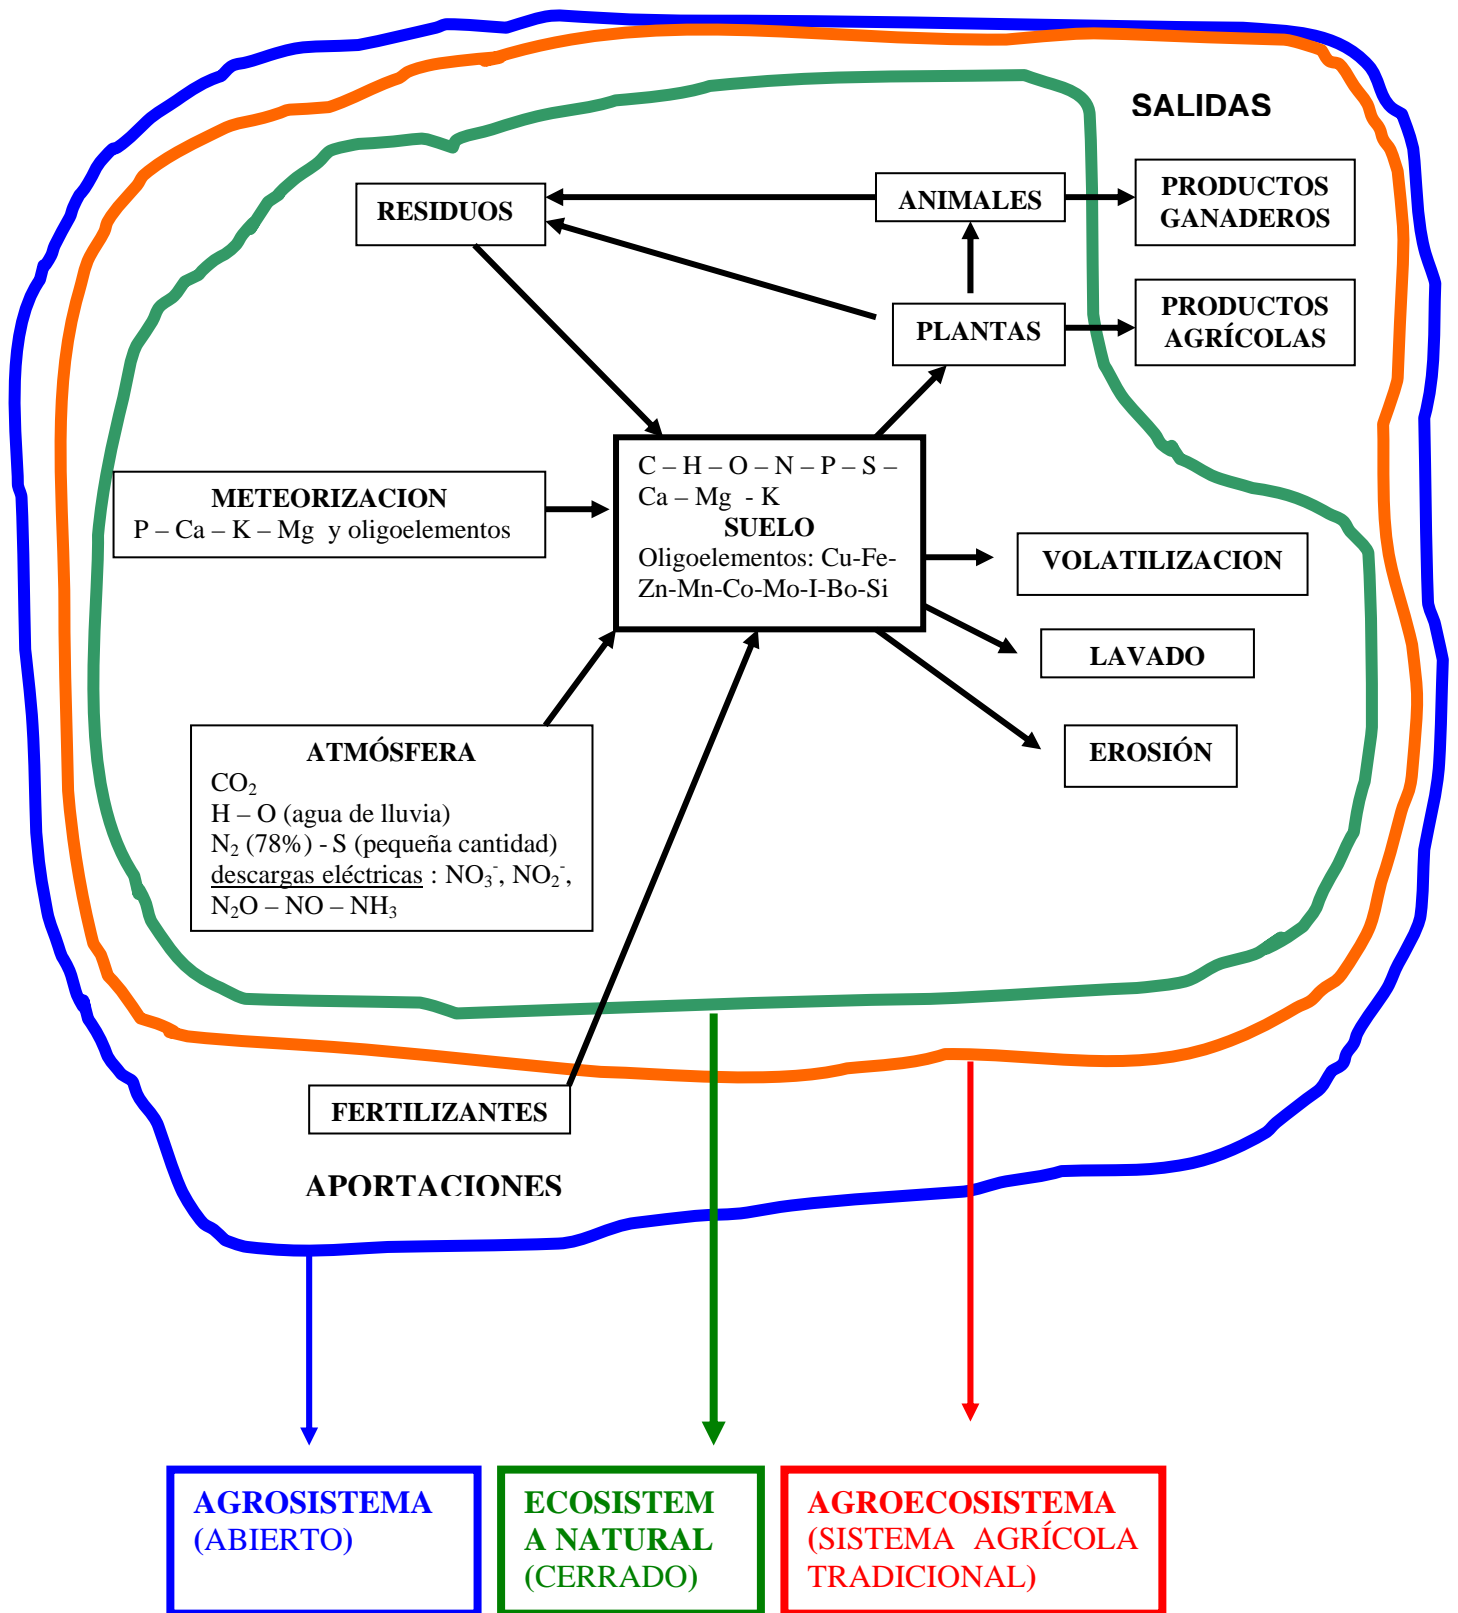 SALIDAS
RESIDUOS
ANIMALES
PRODUCTOS
GANADEROS
PLANTAS
PRODUCTOS
AGRÍCOLAS
METEORIZACION
P – Ca – K – Mg y oligoelementos
C – H – O – N – P – S –
Ca – Mg - K
SUELO
Oligoelementos: Cu-Fe-
Zn-Mn-Co-Mo-I-Bo-Si
VOLATILIZACION
LAVADO
EROSIÓN
ATMÓSFERA
CO₂
H – O (agua de lluvia)
N₂ (78%) - S (pequeña cantidad)
descargas eléctricas : NO₃⁻, NO₂⁻,
N₂O – NO – NH₃
FERTILIZANTES
APORTACIONES
AGROSISTEMA
(ABIERTO)
ECOSISTEM
A NATURAL
(CERRADO)
AGROECOSISTEMA
(SISTEMA AGRÍCOLA
TRADICIONAL)